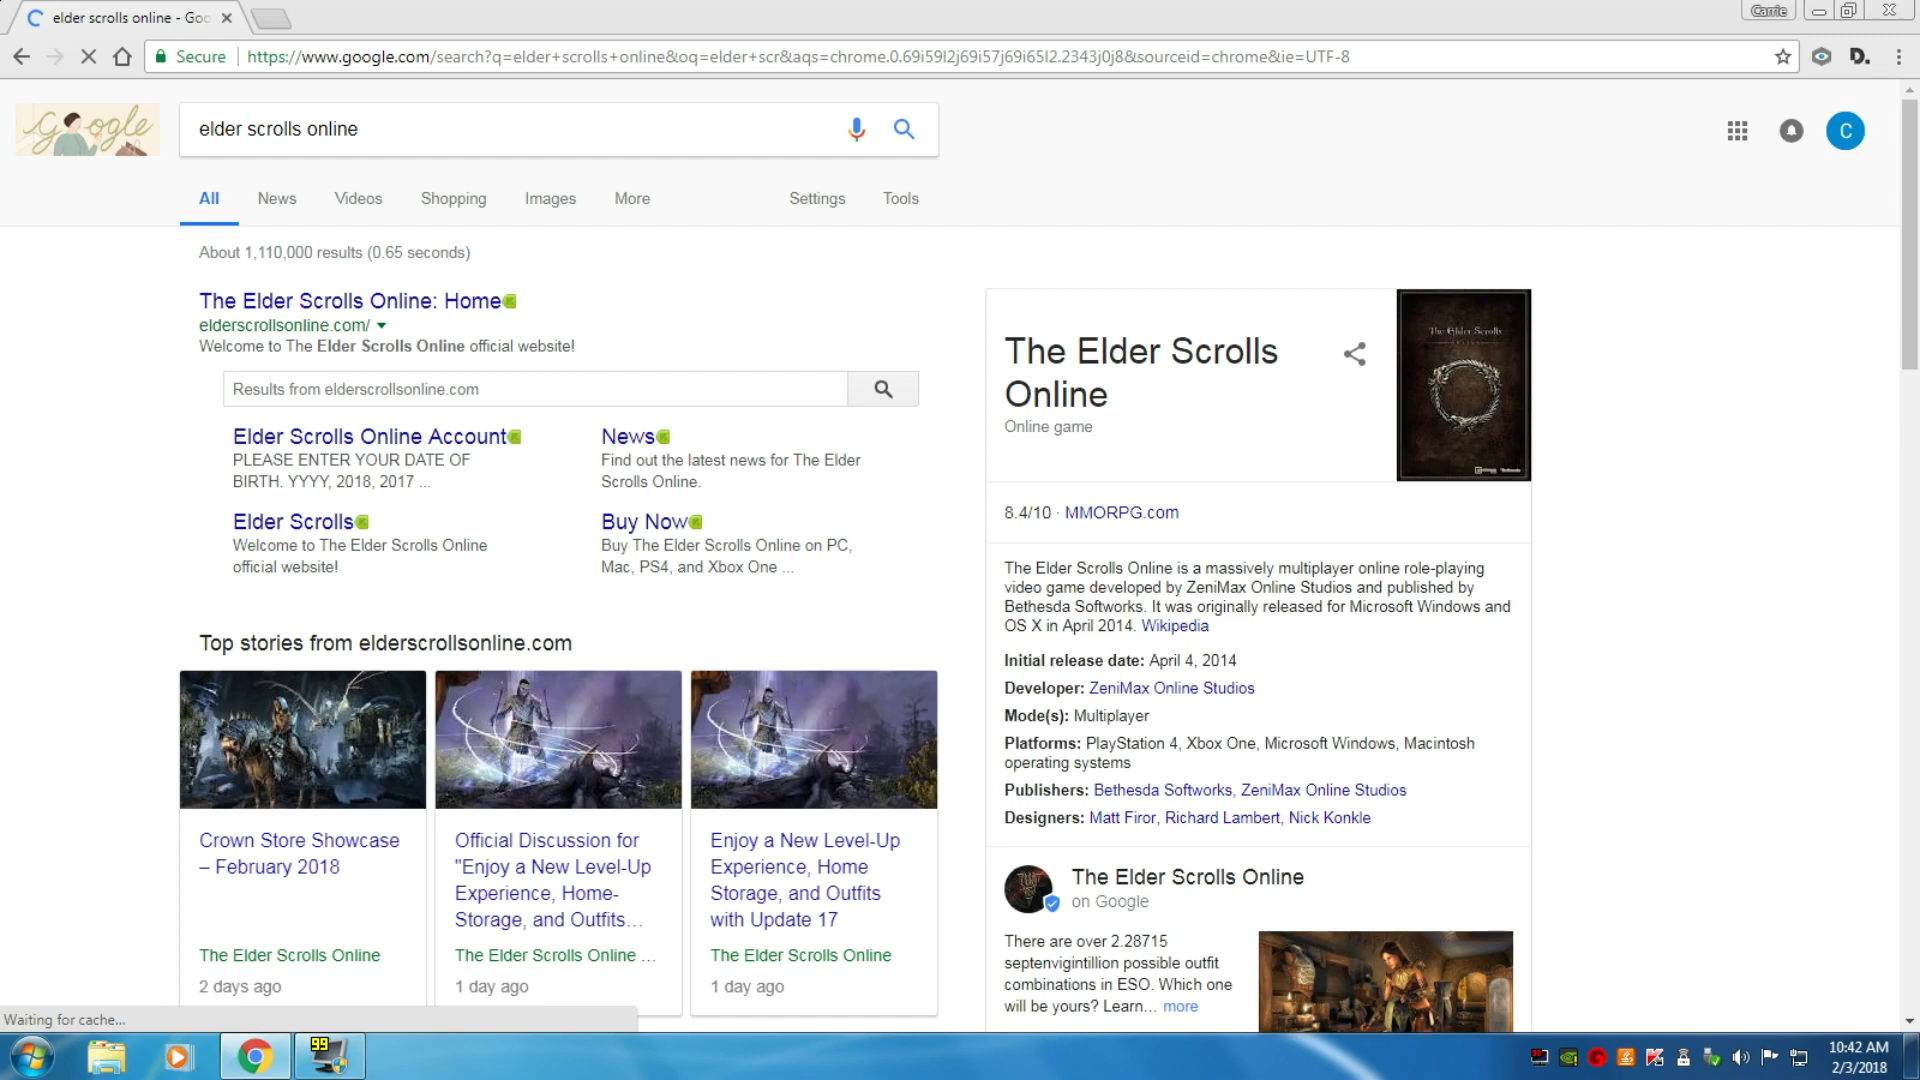 elder scrolls online - Goo
Carrie
Secure
https://www.google.com/search?q=elder+scrolls+online&oq=elder+scr&aqs=chrome.0.69i59l2j69i57j69i65l2.2343j0j8&sourceid=chrome&ie=UTF-8
D.
Google
elder scrolls online
C
All News Videos Shopping Images More Settings Tools
About 1,110,000 results (0.65 seconds)
The Elder Scrolls Online: Home
elderscrollsonline.com/
Welcome to The Elder Scrolls Online official website!
Results from elderscrollsonline.com
Elder Scrolls Online Account
PLEASE ENTER YOUR DATE OF
BIRTH. YYYY, 2018, 2017 ...
News
Find out the latest news for The Elder
Scrolls Online.
Elder Scrolls
Welcome to The Elder Scrolls Online
official website!
Buy Now
Buy The Elder Scrolls Online on PC,
Mac, PS4, and Xbox One ...
Top stories from elderscrollsonline.com
Crown Store Showcase
– February 2018
The Elder Scrolls Online
2 days ago
Official Discussion for
"Enjoy a New Level-Up
Experience, Home-
Storage, and Outfits...
The Elder Scrolls Online ...
1 day ago
Enjoy a New Level-Up
Experience, Home
Storage, and Outfits
with Update 17
The Elder Scrolls Online
1 day ago
The Elder Scrolls
Online
Online game
The Elder Scrolls
8.4/10 · MMORPG.com
The Elder Scrolls Online is a massively multiplayer online role-playing
video game developed by ZeniMax Online Studios and published by
Bethesda Softworks. It was originally released for Microsoft Windows and
OS X in April 2014. Wikipedia
Initial release date: April 4, 2014
Developer: ZeniMax Online Studios
Mode(s): Multiplayer
Platforms: PlayStation 4, Xbox One, Microsoft Windows, Macintosh
operating systems
Publishers: Bethesda Softworks, ZeniMax Online Studios
Designers: Matt Firor, Richard Lambert, Nick Konkle
The Elder Scrolls Online
on Google
There are over 2.28715
septenvigintillion possible outfit
combinations in ESO. Which one
will be yours? Learn... more
Waiting for cache...
99
10:42 AM
2/3/2018